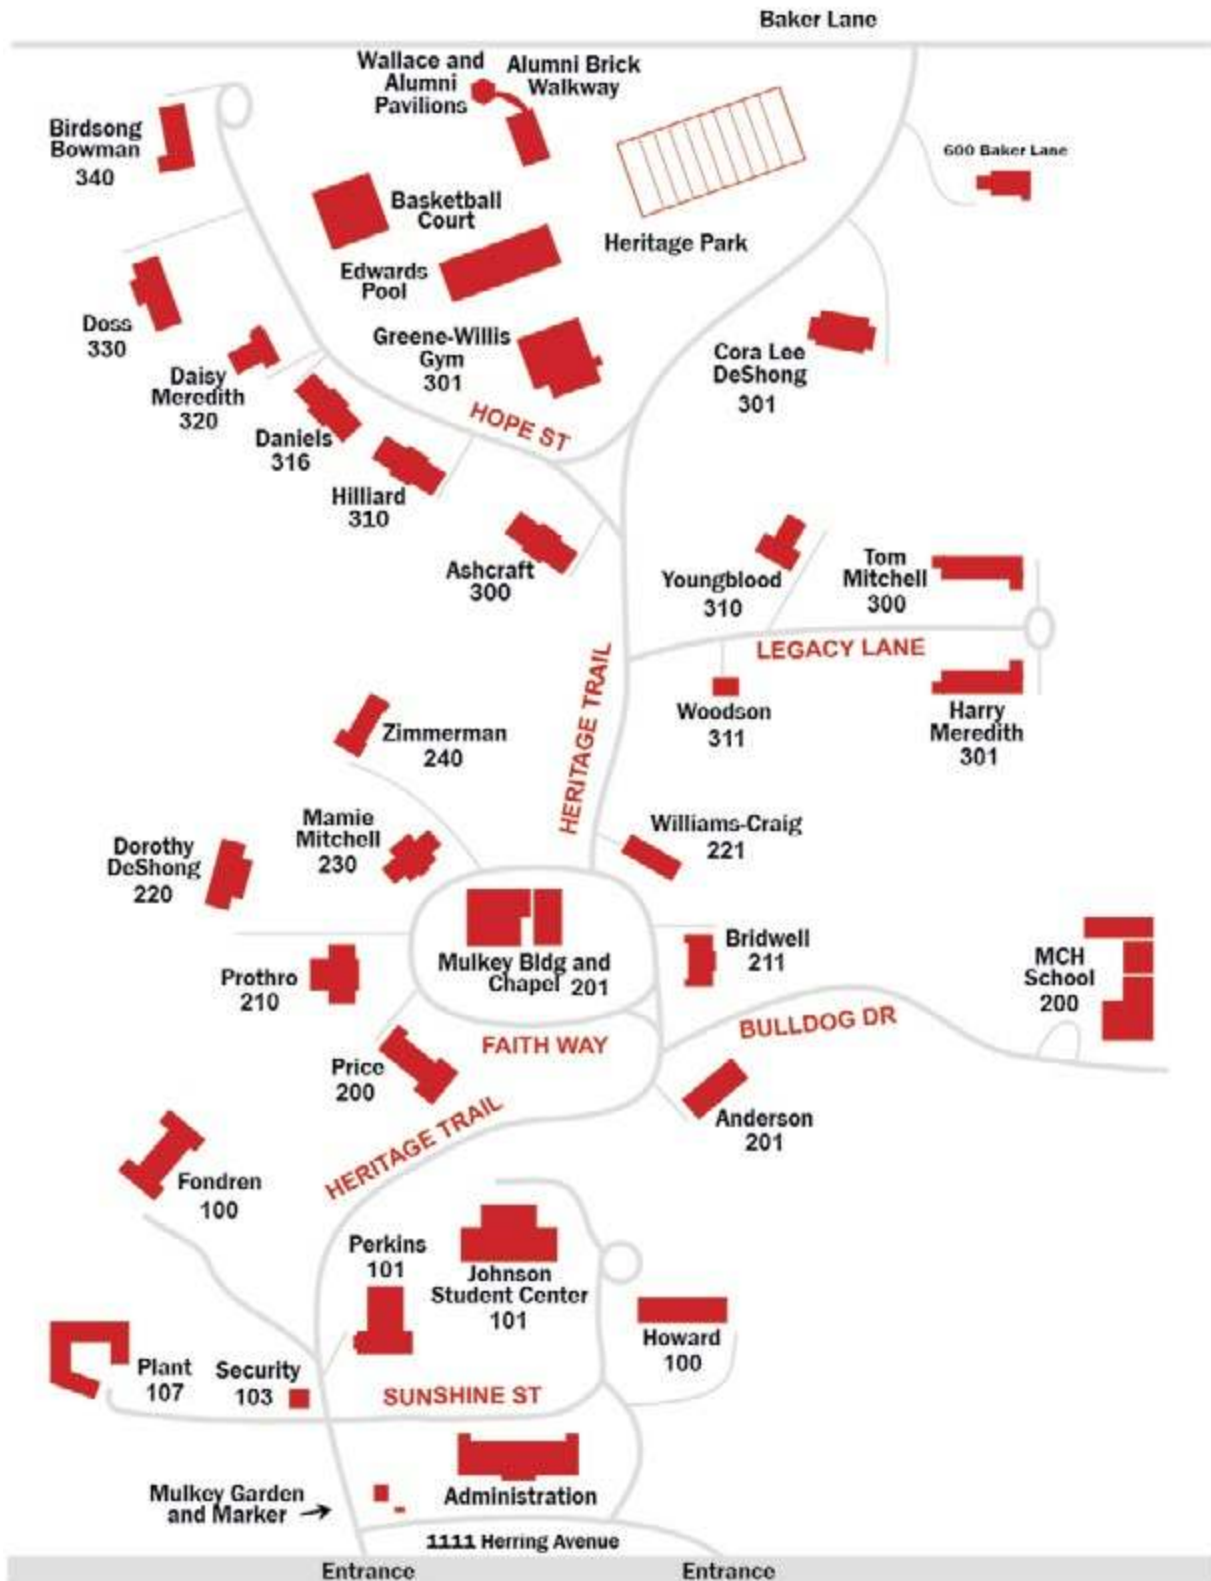 Baker Lane
Wallace and
Alumni
Pavilions
Alumni Brick
Walkway
Birdsong
Bowman
340
600 Baker Lane
Basketball
Court
Heritage Park
Edwards
Pool
Doss
330
Greene-Willis
Gym
301
Cora Lee
DeShong
301
Daisy
Meredith
320
HOPE ST
Daniels
316
Hilliard
310
Ashcraft
300
Youngblood
310
Tom
Mitchell
300
LEGACY LANE
HERITAGE TRAIL
Woodson
311
Harry
Meredith
301
Zimmerman
240
Mamie
Mitchell
230
Williams-Craig
221
Dorothy
DeShong
220
Mulkey Bldg and
Chapel 201
Bridwell
211
MCH
School
200
Prothro
210
FAITH WAY
BULLDOG DR
Price
200
HERITAGE TRAIL
Anderson
201
Fondren
100
Perkins
101
Johnson
Student Center
101
Howard
100
Plant
107
Security
103
SUNSHINE ST
Mulkey Garden
and Marker
Administration
1111 Herring Avenue
Entrance
Entrance